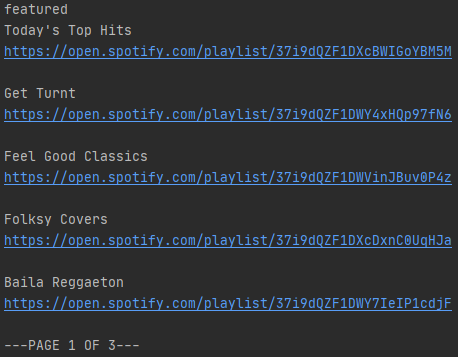 featured
Today's Top Hits
https://open.spotify.com/playlist/37i9dQZF1DXcBWIGoYBM5M
Get Turnt
https://open.spotify.com/playlist/37i9dQZF1DWY4xHQp97fN6
Feel Good Classics
https://open.spotify.com/playlist/37i9dQZF1DWVinJBuv0P4z
Folksy Covers
https://open.spotify.com/playlist/37i9dQZF1DXcDxnC0UqHJa
Baila Reggaeton
https://open.spotify.com/playlist/37i9dQZF1DWY7IeIP1cdjF
---PAGE 1 OF 3---